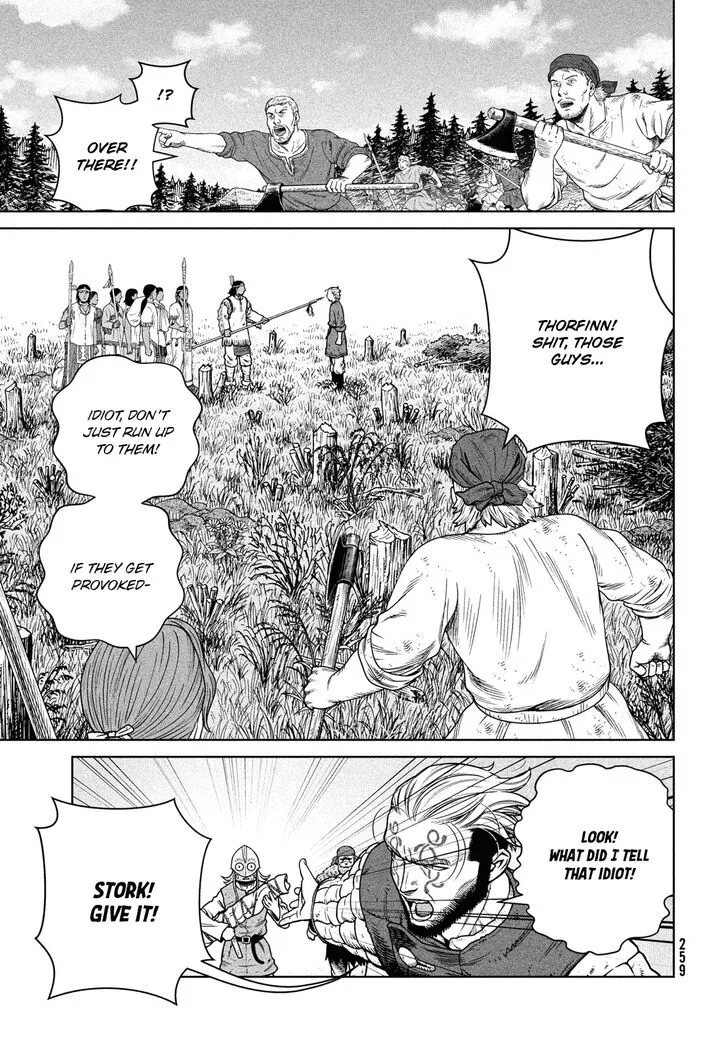 !?
OVER
THERE!!
THORFINN!
SHIT, THOSE
GUYS...
IDIOT, DON'T
JUST RUN UP
TO THEM!
IF THEY GET
PROVOKED-
LOOK!
WHAT DID I TELL
THAT IDIOT!
STORK!
GIVE IT!
259